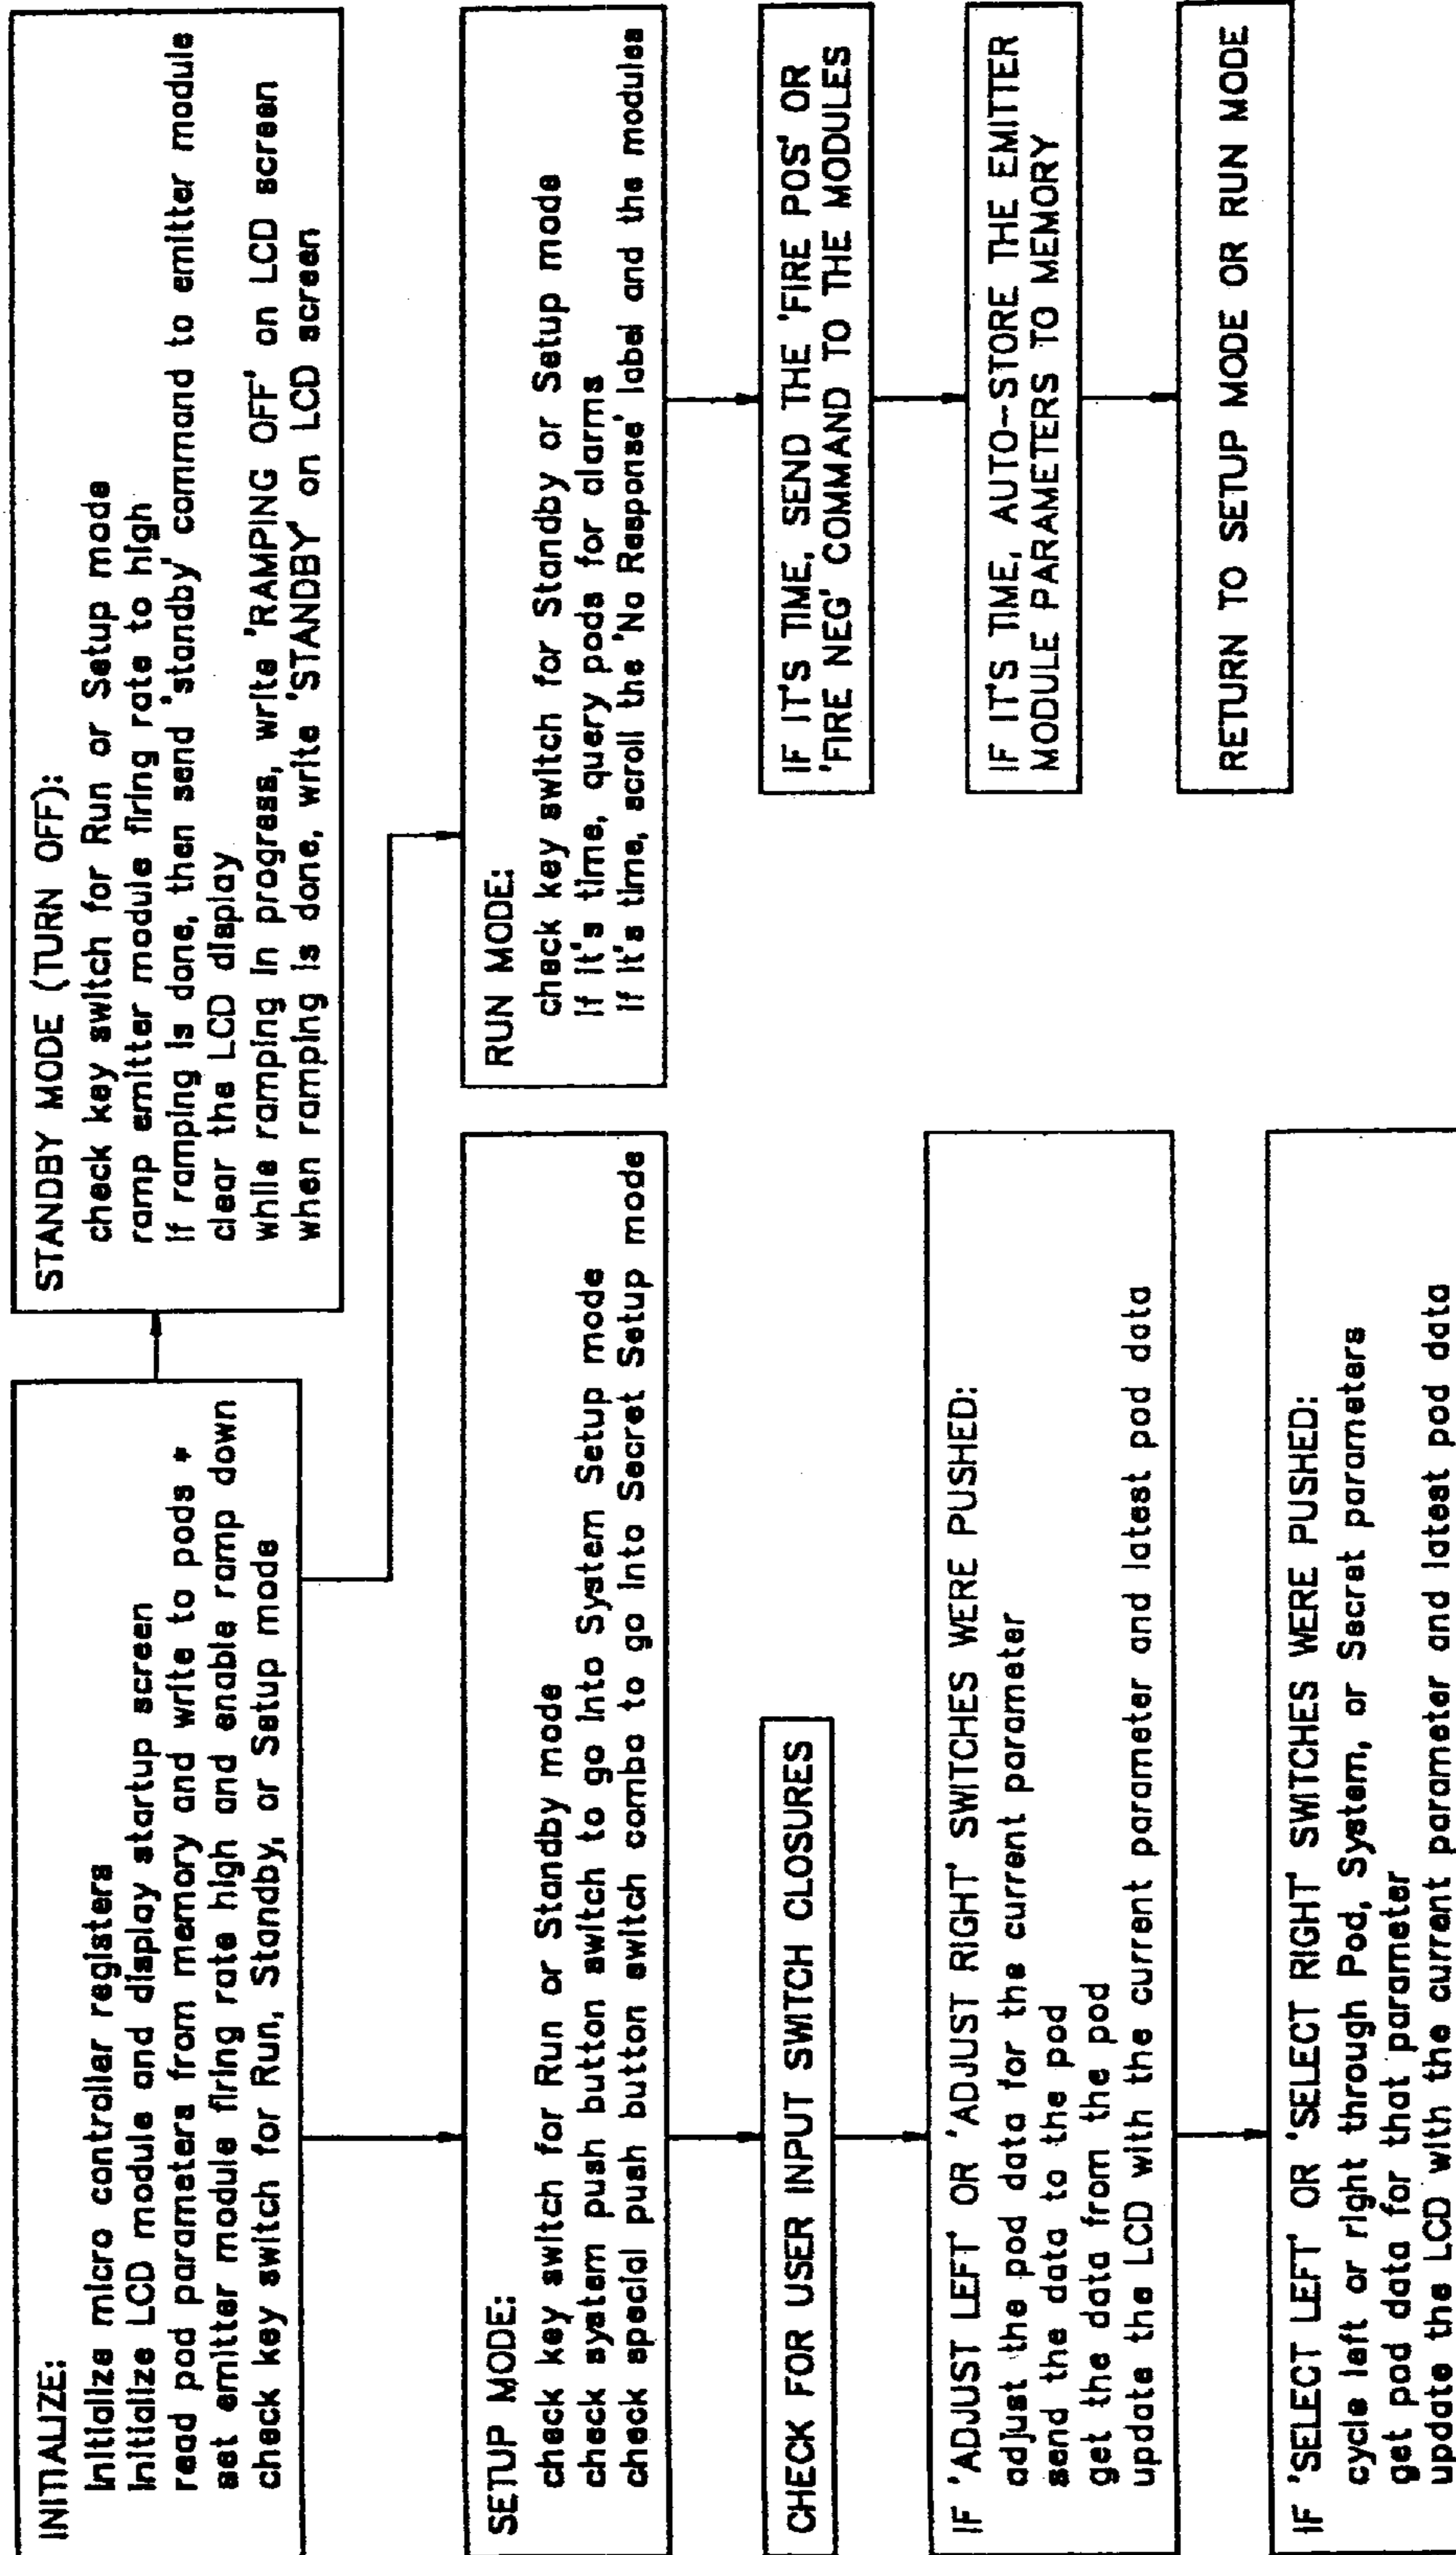 INITIALIZE:
Initialize micro controller registers
Initialize LCD module and display startup screen
read pod parameters from memory and write to pods *
set emitter module firing rate high and enable ramp down
check key switch for Run, Standby, or Setup mode
STANDBY MODE (TURN OFF):
check key switch for Run or Setup mode
ramp emitter module firing rate to high
If ramping is done, then send 'standby' command to emitter module
clear the LCD display
while ramping in progress, write 'RAMPING OFF' on LCD screen
when ramping is done, write 'STANDBY' on LCD screen
SETUP MODE:
check key switch for Run or Standby mode
check system push button switch to go into System Setup mode
check special push button switch combo to go into Secret Setup mode
RUN MODE:
check key switch for Standby or Setup mode
If it's time, query pods for alarms
If it's time, scroll the 'No Response' label and the modules
CHECK FOR USER INPUT SWITCH CLOSURES
IF IT'S TIME, SEND THE 'FIRE POS' OR
'FIRE NEG' COMMAND TO THE MODULES
IF 'ADJUST LEFT' OR 'ADJUST RIGHT' SWITCHES WERE PUSHED:
adjust the pod data for the current parameter
send the data to the pod
get the data from the pod
update the LCD with the current parameter and latest pod data
IF IT'S TIME, AUTO-STORE THE EMITTER
MODULE PARAMETERS TO MEMORY
RETURN TO SETUP MODE OR RUN MODE
IF 'SELECT LEFT' OR 'SELECT RIGHT' SWITCHES WERE PUSHED:
cycle left or right through Pod, System, or Secret parameters
get pod data for that parameter
update the LCD with the current parameter and latest pod data